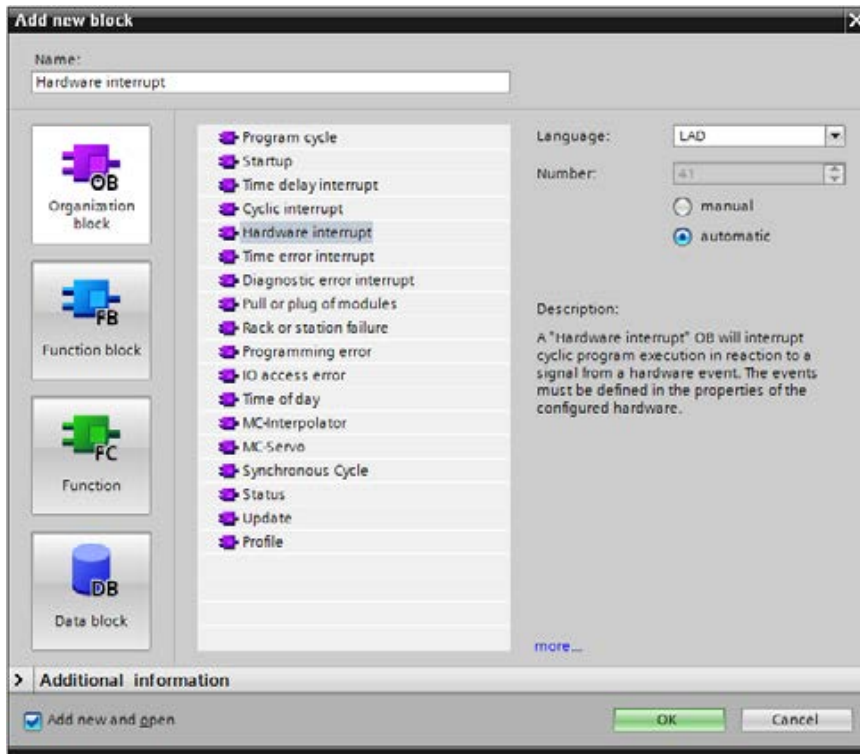 Add new block
Name:
Hardware interrupt
OB
Organization
block
FB
Function block
FC
Function
DB
Data block
Program cycle
Startup
Time delay interrupt
Cyclic interrupt
Hardware interrupt
Time error interrupt
Diagnostic error interrupt
Pull or plug of modules
Rack or station failure
Programming error
IO access error
Time of day
MC-Interpolator
MC-Servo
Synchronous Cycle
Status
Update
Profile
Language: LAD
Number: 41
manual
automatic
Description:
A "Hardware interrupt" OB will interrupt
cyclic program execution in reaction to a
signal from a hardware event. The events
must be defined in the properties of the
configured hardware.
more...
> Additional information
Add new and open
OK
Cancel